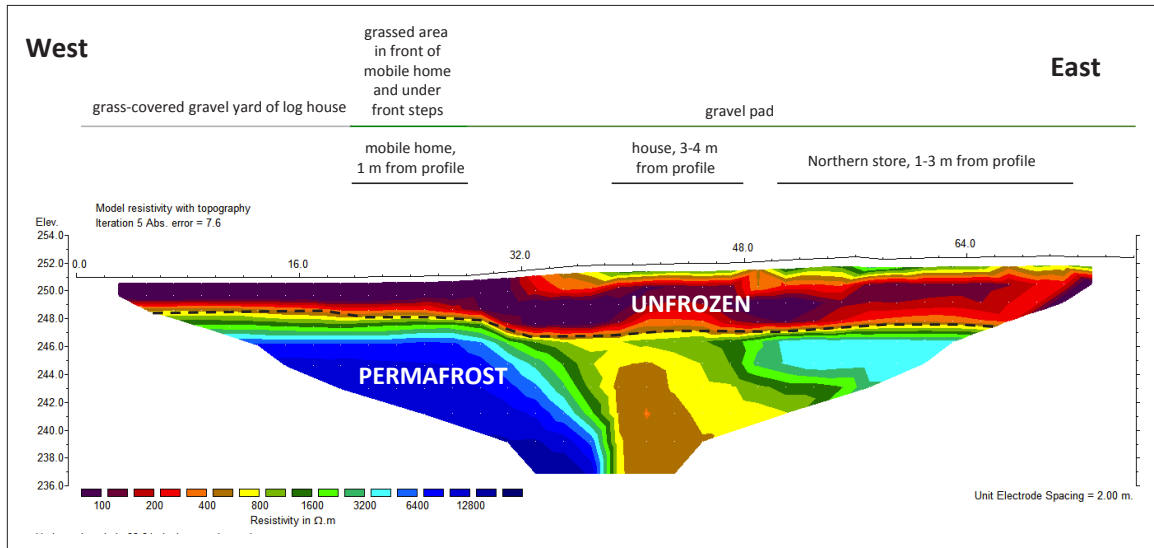 West
East
grass-covered gravel yard of log house
grassed area
in front of
mobile home
and under
front steps
gravel pad
mobile home,
1 m from profile
house, 3-4 m
from profile
Northern store, 1-3 m from profile
Model resistivity with topography
Iteration 5 Abs. error = 7.6
Elev.
254.0
252.0
250.0
248.0
246.0
244.0
242.0
240.0
238.0
236.0
0.0
16.0
32.0
48.0
64.0
UNFROZEN
PERMAFROST
100 200 400 800 1600 3200 6400 12800
Resistivity in Ω.m
Unit Electrode Spacing = 2.00 m.